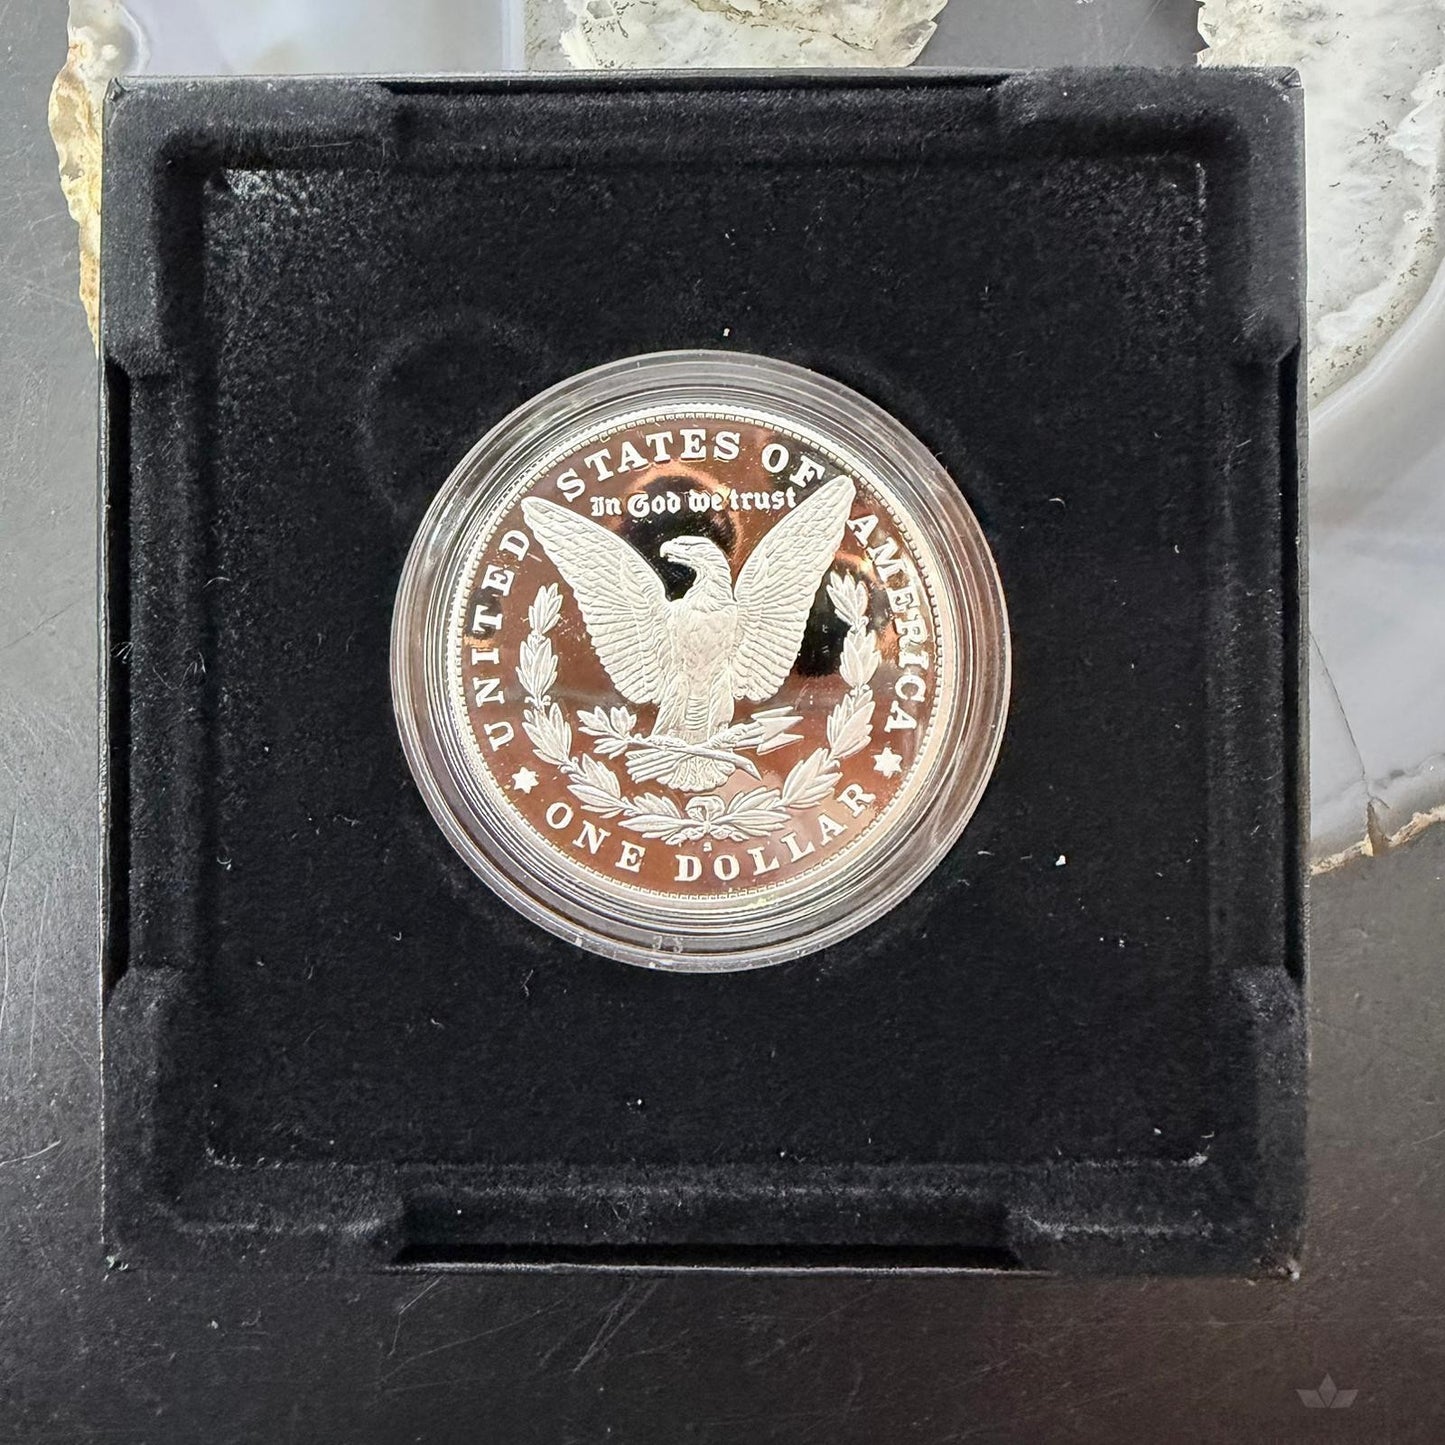 UNITED STATES OF AMERICA
In God we trust
S
ONE DOLLAR